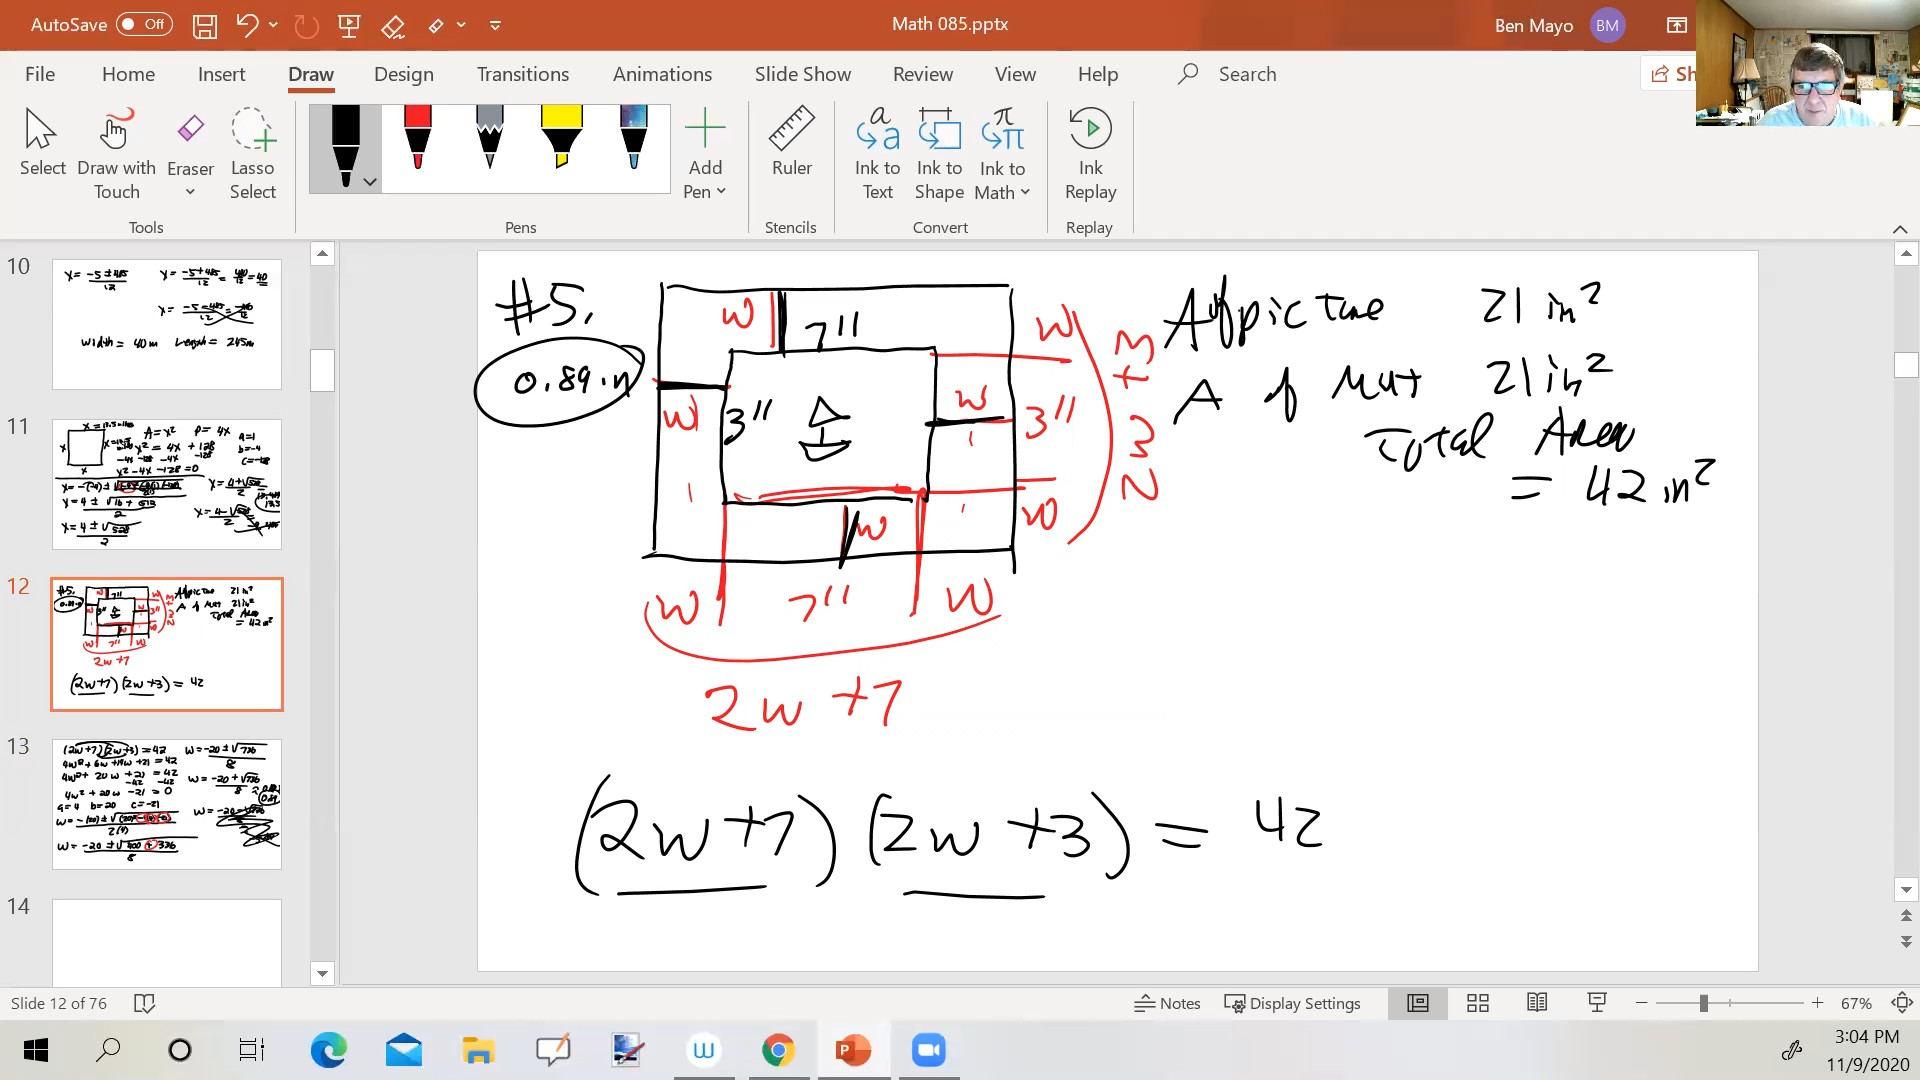 AutoSave Off
Math 085.pptx
Ben Mayo BM
File Home Insert Draw Design Transitions Animations Slide Show Review View Help Search Sh
Select
Draw with Touch
Eraser
Lasso Select
Add Pen
Ruler
Ink to Text
Ink to Shape
Ink to Math
Ink Replay
Tools Pens Stencils Convert Replay
10
width = 40m length = 245m
11
12
13
14
#5.
0.89 in
W 7"
W
W 3"
W 3"
W
W
W 7" W
2W+3
2W+7
A of picture 21 in²
A of Mat 21 in²
Total Area
= 42 in²
(2W+7)(2W+3) = 42
Slide 12 of 76
Notes Display Settings 67%
3:04 PM
11/9/2020